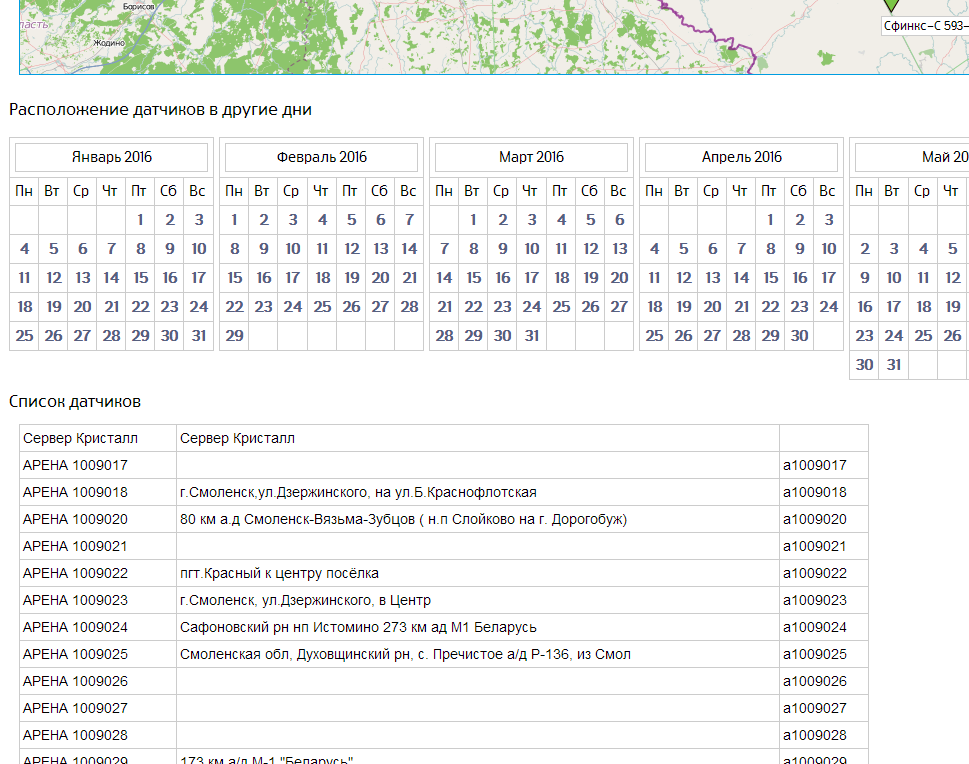 Борисов
ласть
Жодино
Сфинкс-С 593-
Расположение датчиков в другие дни
Январь 2016 Февраль 2016 Март 2016 Апрель 2016 Май 20
Пн Вт Ср Чт Пт Сб Вс Пн Вт Ср Чт Пт Сб Вс Пн Вт Ср Чт Пт Сб Вс Пн Вт Ср Чт Пт Сб Вс Пн Вт Ср Чт
1 2 3 1 2 3 4 5 6 7 1 2 3 4 5 6 1 2 3
4 5 6 7 8 9 10 8 9 10 11 12 13 14 7 8 9 10 11 12 13 4 5 6 7 8 9 10 2 3 4 5
11 12 13 14 15 16 17 15 16 17 18 19 20 21 14 15 16 17 18 19 20 11 12 13 14 15 16 17 9 10 11 12
18 19 20 21 22 23 24 22 23 24 25 26 27 28 21 22 23 24 25 26 27 18 19 20 21 22 23 24 16 17 18 19
25 26 27 28 29 30 31 29 28 29 30 31 25 26 27 28 29 30 23 24 25 26
30 31
Список датчиков
Сервер Кристалл Сервер Кристалл
АРЕНА 1009017 a1009017
АРЕНА 1009018 г.Смоленск,ул.Дзержинского, на ул.Б.Краснофлотская a1009018
АРЕНА 1009020 80 км а.д Смоленск-Вязьма-Зубцов ( н.п Слойково на г. Дорогобуж) a1009020
АРЕНА 1009021 a1009021
АРЕНА 1009022 пгт.Красный к центру посёлка a1009022
АРЕНА 1009023 г.Смоленск, ул.Дзержинского, в Центр a1009023
АРЕНА 1009024 Сафоновский рн нп Истомино 273 км ад М1 Беларусь a1009024
АРЕНА 1009025 Смоленская обл, Духовщинский рн, с. Пречистое а/д Р-136, из Смол a1009025
АРЕНА 1009026 a1009026
АРЕНА 1009027 a1009027
АРЕНА 1009028 a1009028
АРЕНА 1009029 173 км а/д М-1 "Беларусь" a1009029